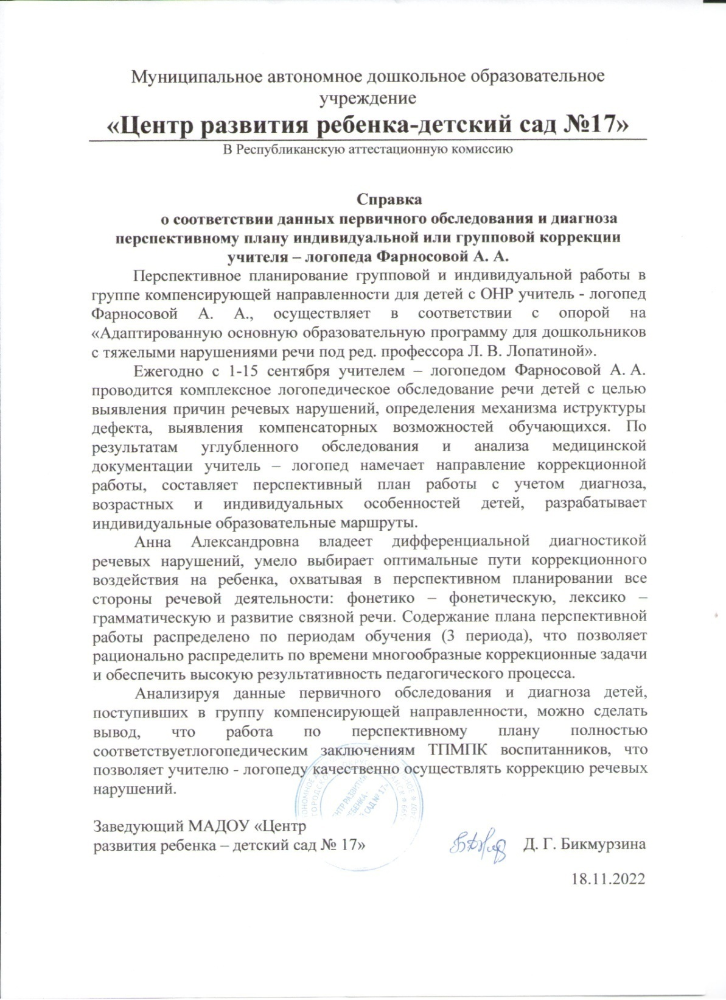 Муниципальное автономное дошкольное образовательное
учреждение
«Центр развития ребенка-детский сад №17»
В Республиканскую аттестационную комиссию
Справка
о соответствии данных первичного обследования и диагноза
перспективному плану индивидуальной или групповой коррекции
учителя – логопеда Фарносовой А. А.
Перспективное планирование групповой и индивидуальной работы в
группе компенсирующей направленности для детей с ОНР учитель - логопед
Фарносовой А. А., осуществляет в соответствии с опорой на
«Адаптированную основную образовательную программу для дошкольников
с тяжелыми нарушениями речи под ред. профессора Л. В. Лопатиной».
Ежегодно с 1-15 сентября учителем – логопедом Фарносовой А. А.
проводится комплексное логопедическое обследование речи детей с целью
выявления причин речевых нарушений, определения механизма иструктуры
дефекта, выявления компенсаторных возможностей обучающихся. По
результатам углубленного обследования и анализа медицинской
документации учитель – логопед намечает направление коррекционной
работы, составляет перспективный план работы с учетом диагноза,
возрастных и индивидуальных особенностей детей, разрабатывает
индивидуальные образовательные маршруты.
Анна Александровна владеет дифференциальной диагностикой
речевых нарушений, умело выбирает оптимальные пути коррекционного
воздействия на ребенка, охватывая в перспективном планировании все
стороны речевой деятельности: фонетико – фонетическую, лексико –
грамматическую и развитие связной речи. Содержание плана перспективной
работы распределено по периодам обучения (3 периода), что позволяет
рационально распределить по времени многообразные коррекционные задачи
и обеспечить высокую результативность педагогического процесса.
Анализируя данные первичного обследования и диагноза детей,
поступивших в группу компенсирующей направленности, можно сделать
вывод, что работа по перспективному плану полностью
соответствуетлогопедическим заключениям ТПМПК воспитанников, что
позволяет учителю - логопеду качественно осуществлять коррекцию речевых
нарушений.
Заведующий МАДОУ «Центр
развития ребенка – детский сад № 17»
Д. Г. Бикмурзина
18.11.2022